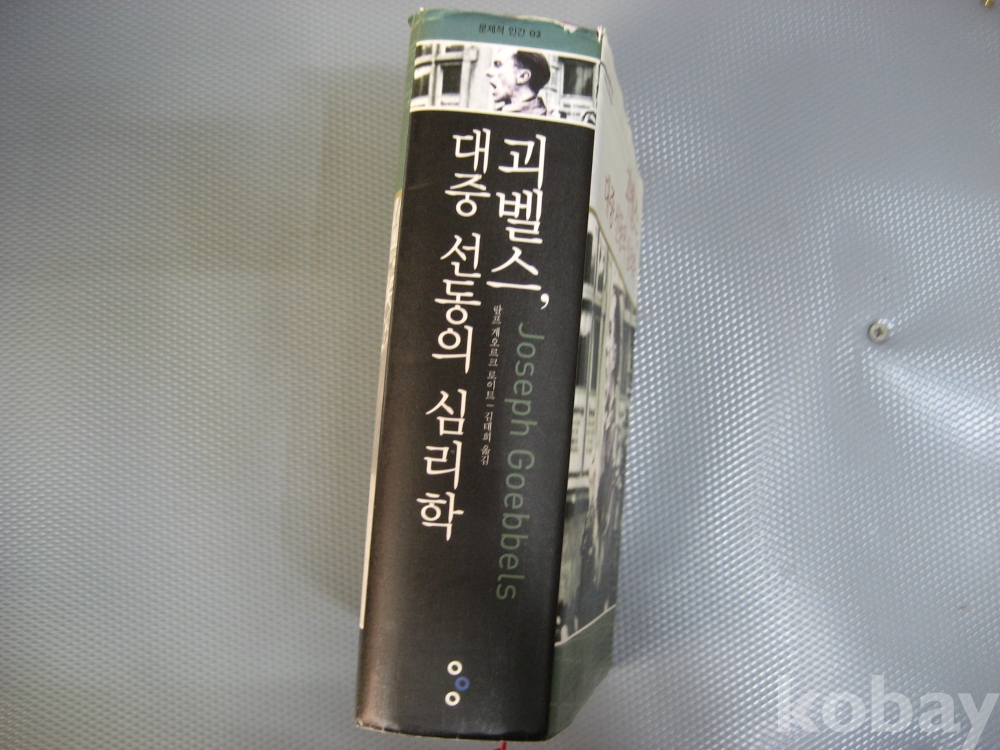 문제적 인간 03
괴벨스,
대중 선동의 심리학
랄프 게오르크 로이트 | 김태희 옮김
Joseph Goebbels
kobay